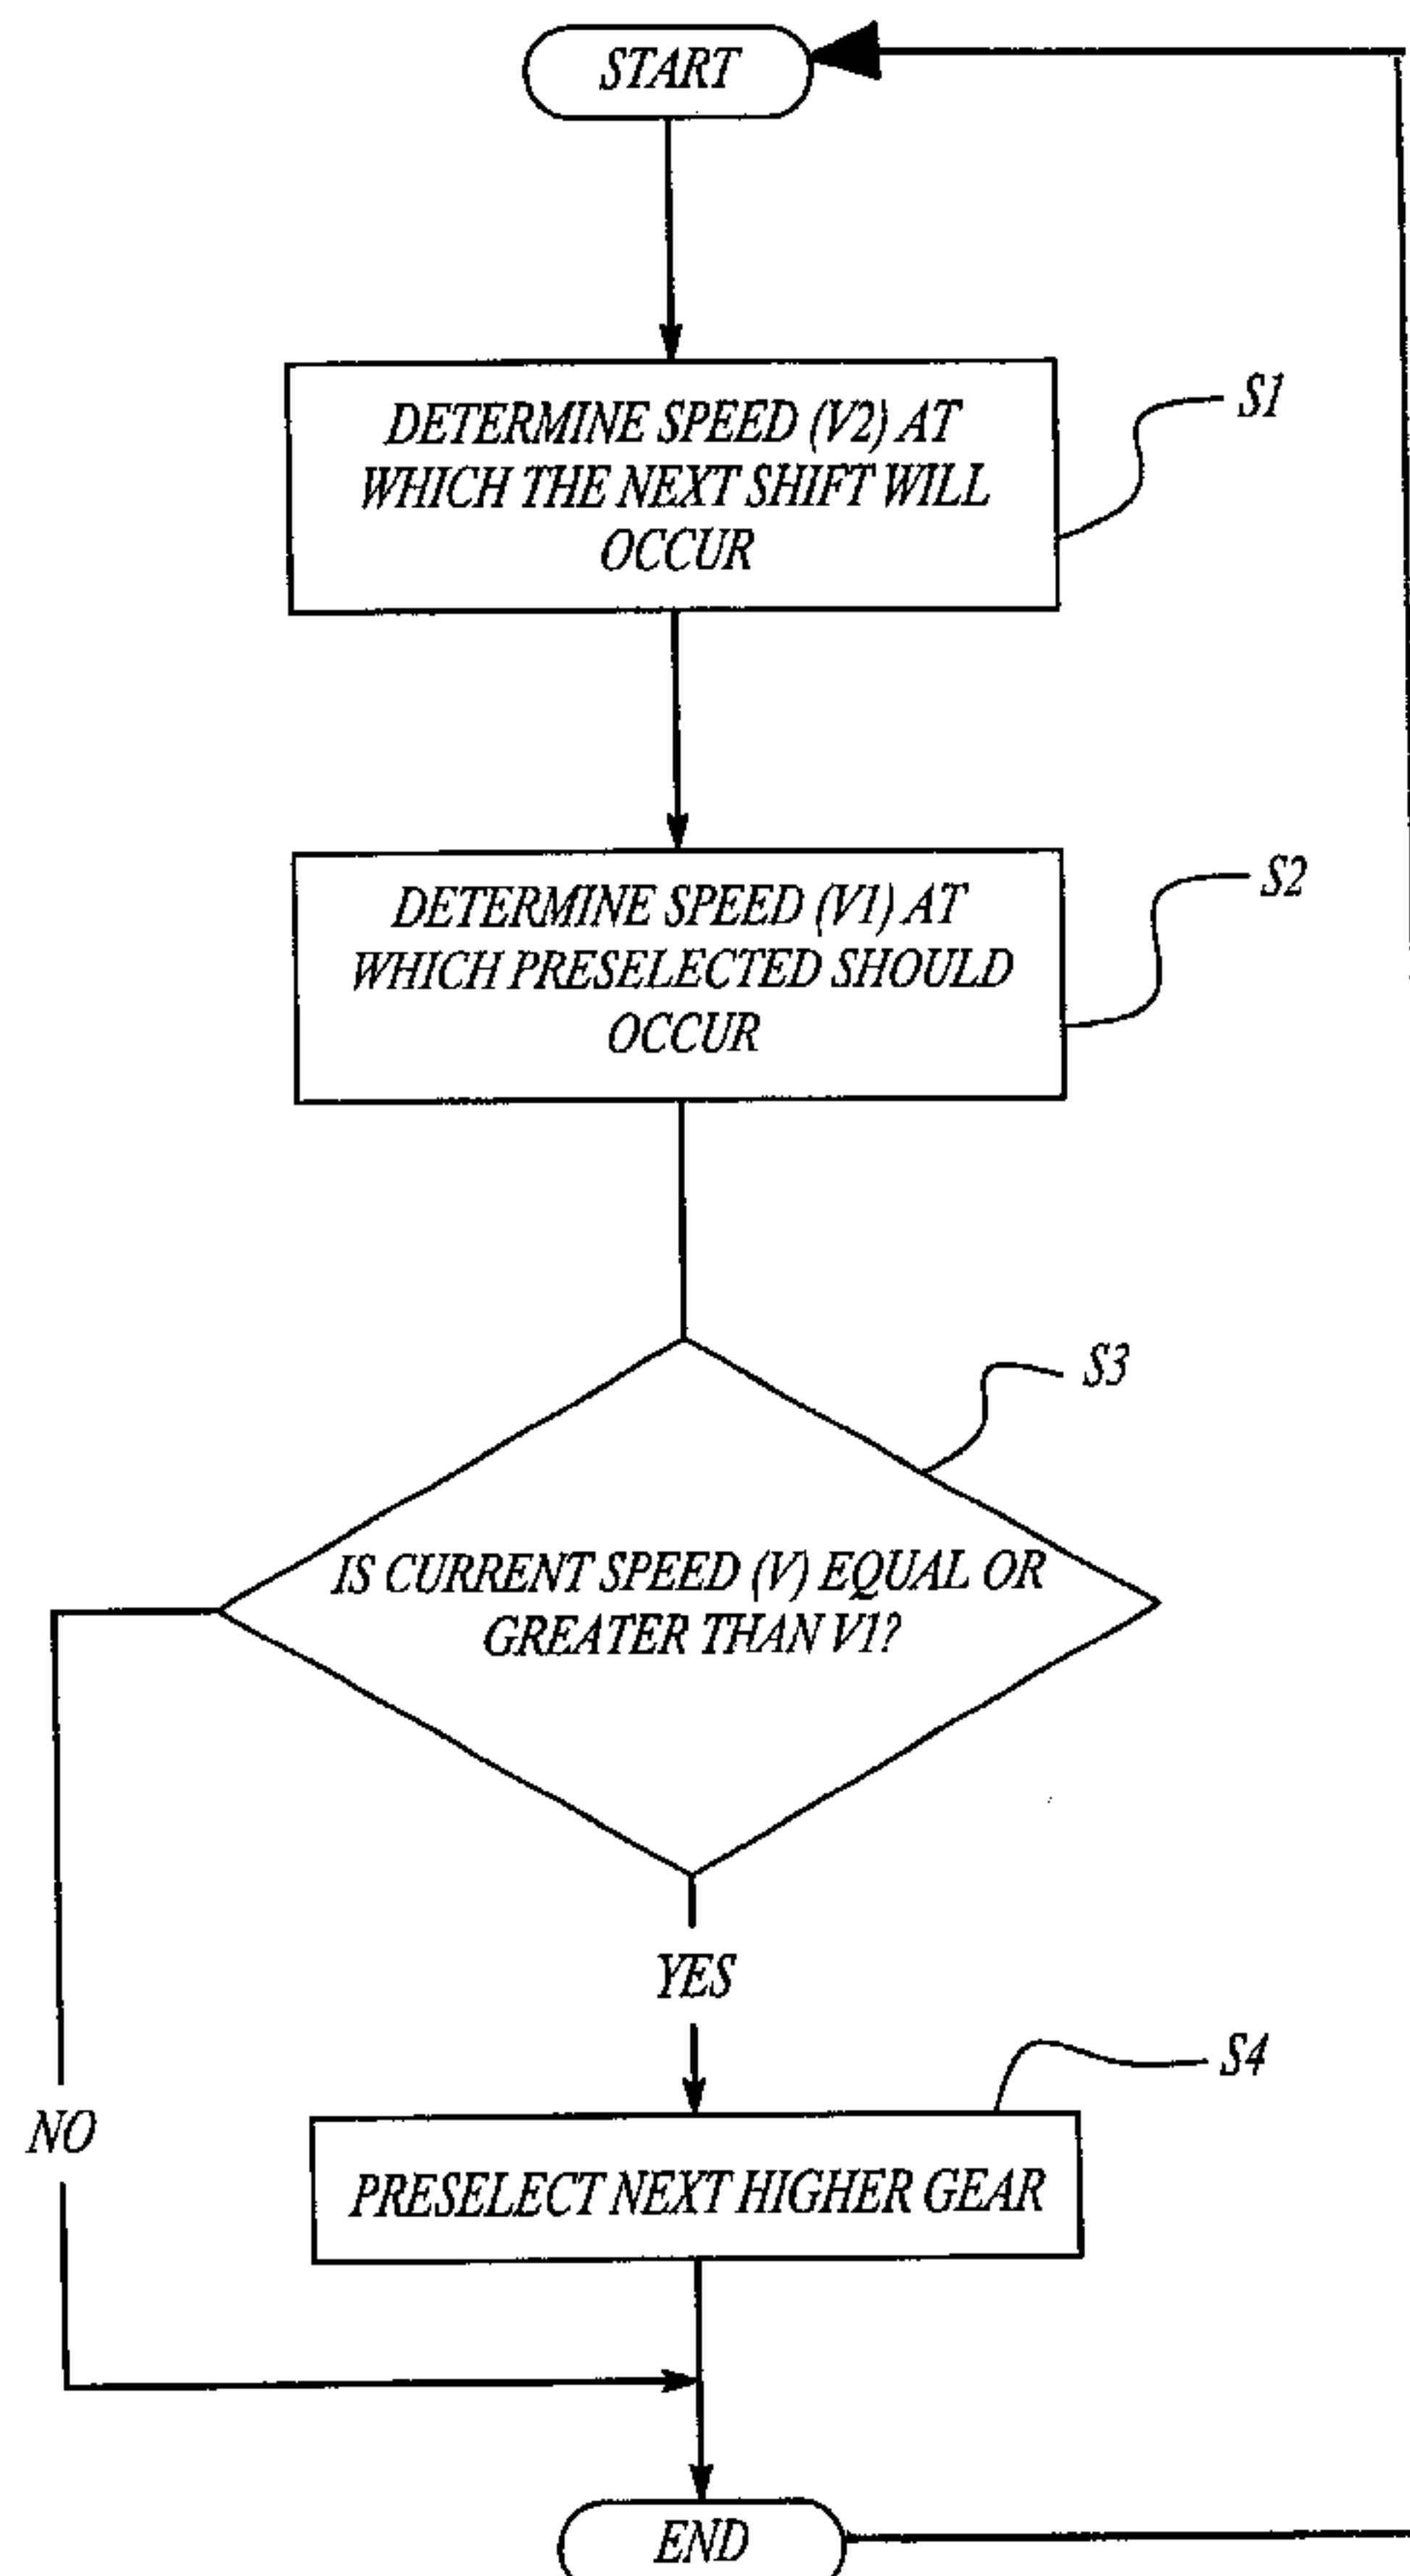 START
DETERMINE SPEED (V2) AT
WHICH THE NEXT SHIFT WILL
OCCUR
S1
DETERMINE SPEED (V1) AT
WHICH PRESELECTED SHOULD
OCCUR
S2
S3
IS CURRENT SPEED (V) EQUAL OR
GREATER THAN V1?
YES
S4
NO
PRESELECT NEXT HIGHER GEAR
END